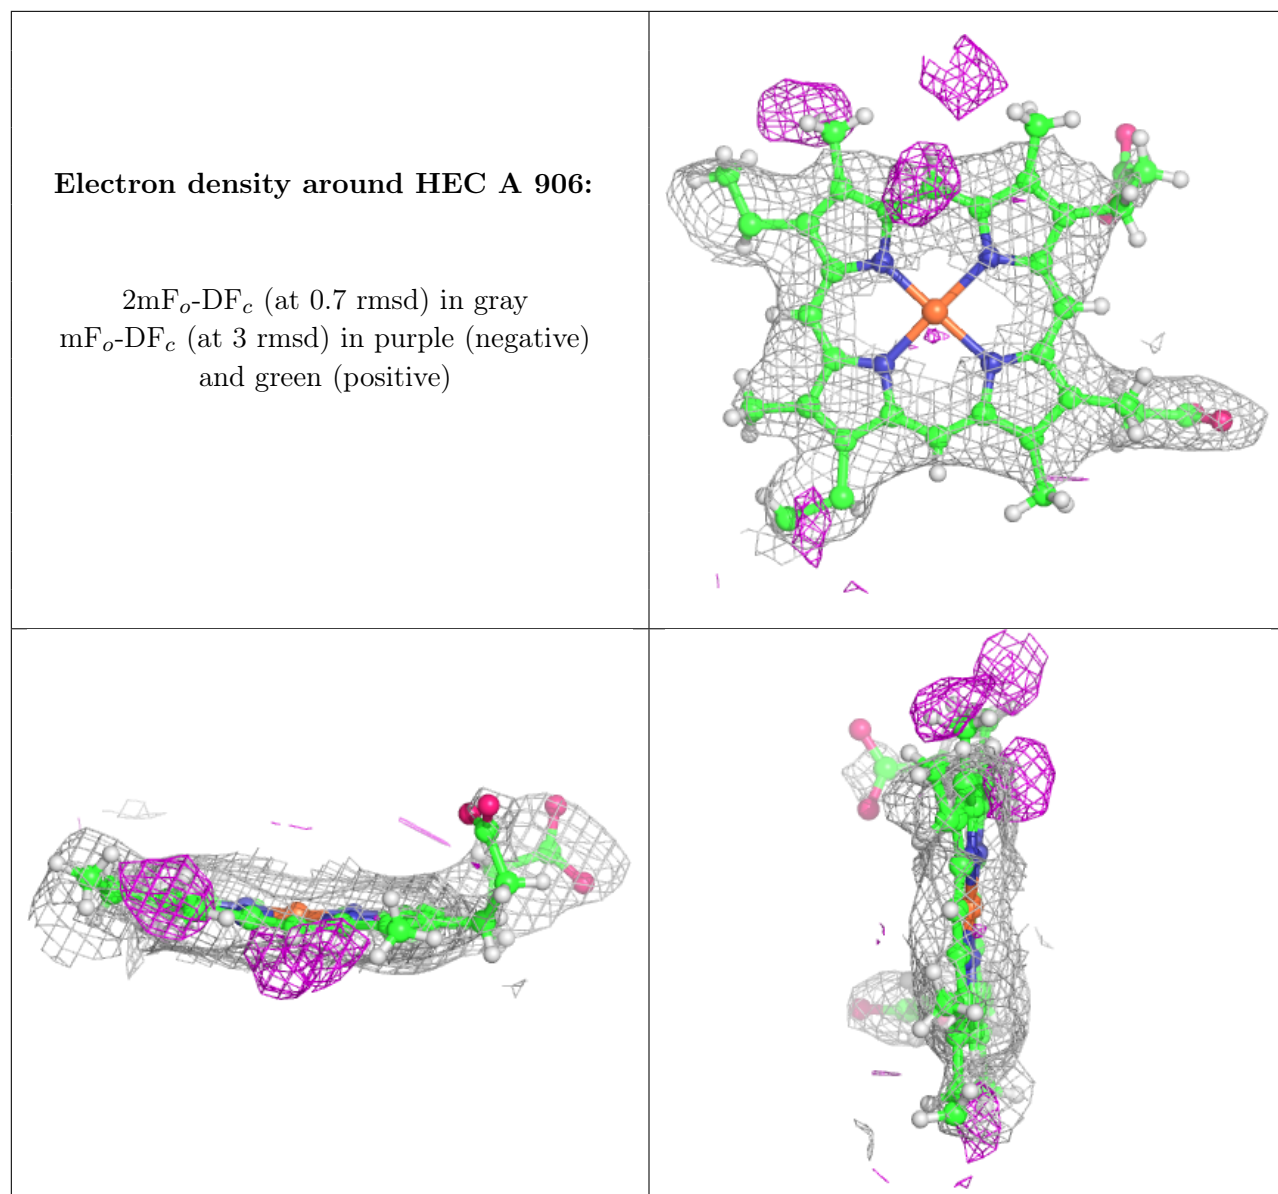 Electron density around HEC A 906:
2mFo-DFc (at 0.7 rmsd) in gray
mFo-DFc (at 3 rmsd) in purple (negative)
and green (positive)